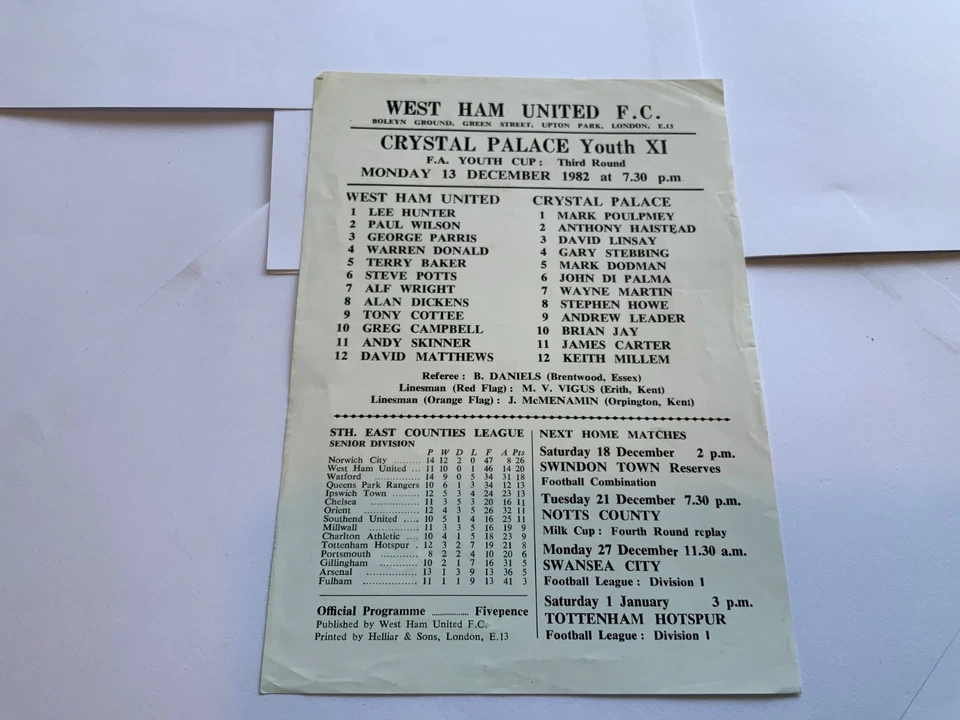 WEST HAM UNITED F.C.
BOLEYN GROUND, GREEN STREET, UPTON PARK, LONDON, E.13
CRYSTAL PALACE Youth XI
F.A. YOUTH CUP : Third Round
MONDAY 13 DECEMBER 1982 at 7.30 p.m
WEST HAM UNITED
1 LEE HUNTER
2 PAUL WILSON
3 GEORGE PARRIS
4 WARREN DONALD
5 TERRY BAKER
6 STEVE POTTS
7 ALF WRIGHT
8 ALAN DICKENS
9 TONY COTTEE
10 GREG CAMPBELL
11 ANDY SKINNER
12 DAVID MATTHEWS
CRYSTAL PALACE
1 MARK POULPMEY
2 ANTHONY HAISTEAD
3 DAVID LINSAY
4 GARY STEBBING
5 MARK DODMAN
6 JOHN DI PALMA
7 WAYNE MARTIN
8 STEPHEN HOWE
9 ANDREW LEADER
10 BRIAN JAY
11 JAMES CARTER
12 KEITH MILLEM
Referee : B. DANIELS (Brentwood, Essex)
Linesman (Red Flag) : M. V. VIGUS (Erith, Kent)
Linesman (Orange Flag) : J. McMENAMIN (Orpington, Kent)
STH. EAST COUNTIES LEAGUE
SENIOR DIVISION
P W D L F A Pts
Norwich City ......... 14 12 2 0 47 8 26
West Ham United ... 11 10 0 1 46 14 20
Watford ............... 14 9 0 5 34 31 18
Queens Park Rangers 10 6 1 3 34 12 13
Ipswich Town ......... 12 5 3 4 24 23 13
Chelsea ............... 11 3 5 3 20 16 11
Orient ............... 12 4 3 5 26 32 11
Southend United .... 10 5 1 4 16 25 11
Millwall ............... 11 3 3 5 16 19 9
Charlton Athletic .... 10 4 1 5 18 23 9
Tottenham Hotspur . 12 3 2 7 19 21 8
Portsmouth ............ 8 2 2 4 10 20 6
Gillingham ............ 10 2 1 7 16 31 5
Arsenal ............... 13 1 3 9 13 36 5
Fulham ............... 11 1 1 9 13 41 3
Official Programme ............... Fivepence
Published by West Ham United F.C.
Printed by Helliar & Sons, London, E.13
NEXT HOME MATCHES
Saturday 18 December 2 p.m.
SWINDON TOWN Reserves
Football Combination
Tuesday 21 December 7.30 p.m.
NOTTS COUNTY
Milk Cup : Fourth Round replay
Monday 27 December 11.30 a.m.
SWANSEA CITY
Football League : Division 1
Saturday 1 January 3 p.m.
TOTTENHAM HOTSPUR
Football League : Division 1